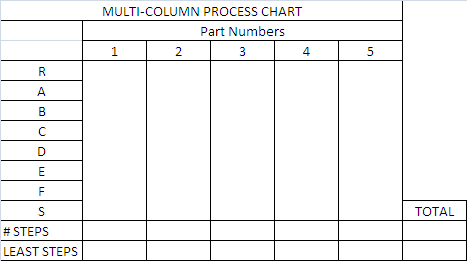 MULTI-COLUMN PROCESS CHART
Part Numbers
1 2 3 4 5
R
A
B
C
D
E
F
S TOTAL
# STEPS
LEAST STEPS